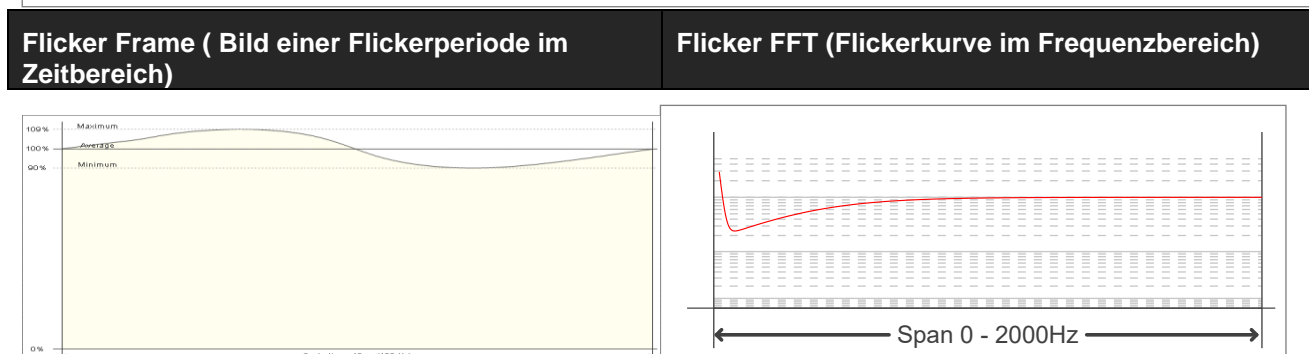 Flicker Frame ( Bild einer Flickerperiode im
Zeitbereich)
Flicker FFT (Flickerkurve im Frequenzbereich)
109%
Maximum
100%
Average
90%
Minimum
0%
Span 0 - 2000Hz